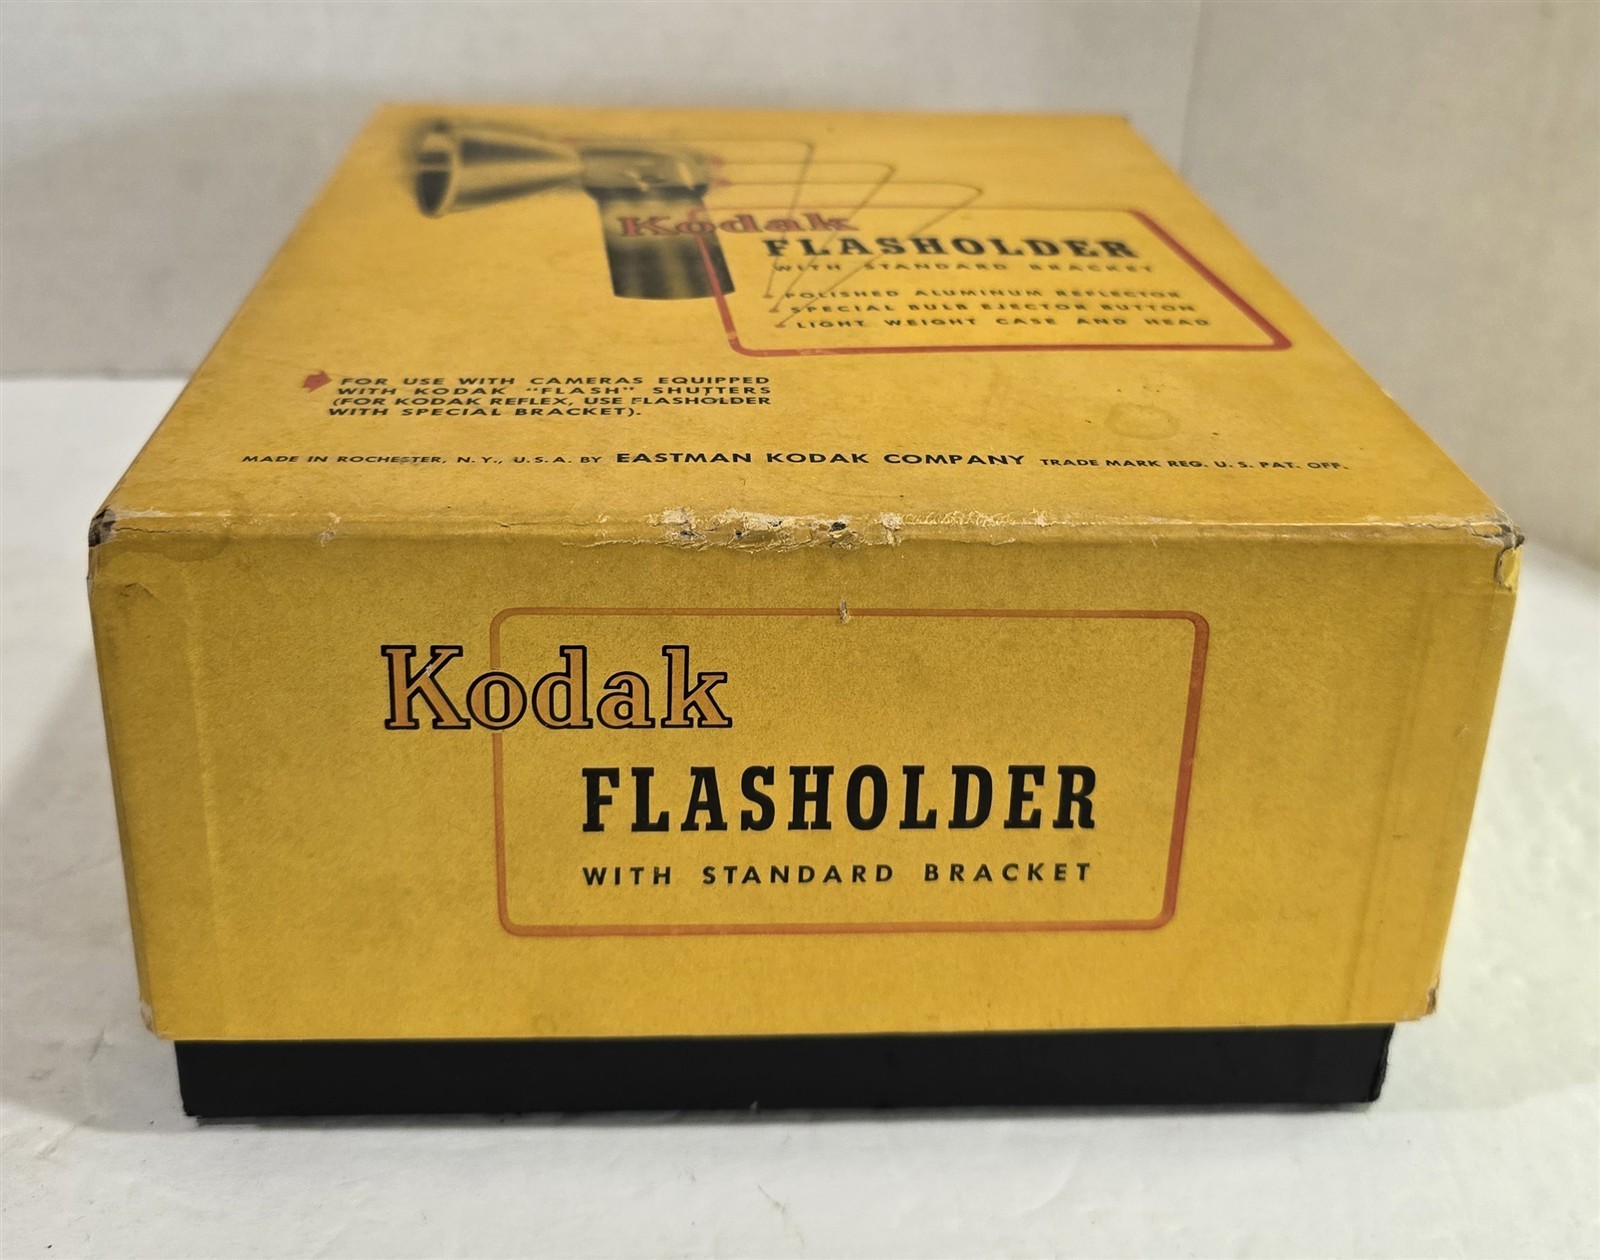 Kodak
FLASHOLDER
WITH STANDARD BRACKET
POLISHED ALUMINUM REFLECTOR
SPECIAL BULB EJECTOR BUTTON
LIGHT WEIGHT CASE AND HEAD
FOR USE WITH CAMERAS EQUIPPED
WITH KODAK "FLASH" SHUTTERS
(FOR KODAK REFLEX, USE FLASHOLDER
WITH SPECIAL BRACKET).
MADE IN ROCHESTER, N. Y., U. S. A. BY EASTMAN KODAK COMPANY TRADE MARK REG. U. S. PAT. OFF.
Kodak
FLASHOLDER
WITH STANDARD BRACKET